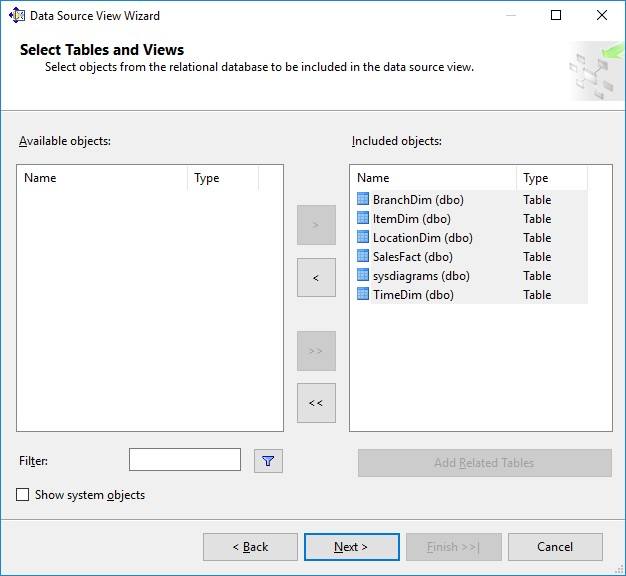 Data Source View Wizard
Select Tables and Views
Select objects from the relational database to be included in the data source view.
Available objects:
Name Type
Included objects:
Name Type
BranchDim (dbo) Table
ItemDim (dbo) Table
LocationDim (dbo) Table
SalesFact (dbo) Table
sysdiagrams (dbo) Table
TimeDim (dbo) Table
>
<
>>
<<
Filter:
Add Related Tables
Show system objects
< Back Next > Finish >>| Cancel